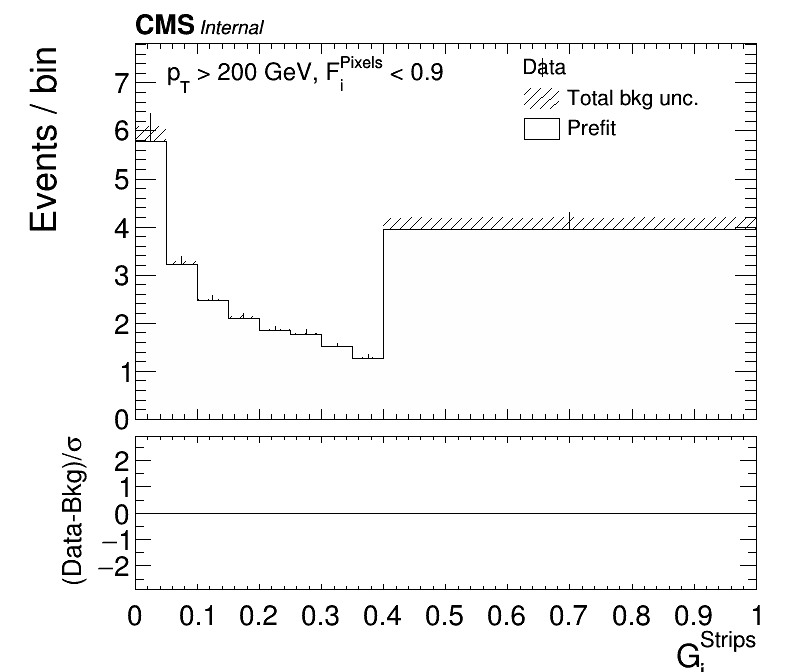 CMS Internal
Events / bin
p_T > 200 GeV, F_i^Pixels < 0.9
Data
Total bkg unc.
Prefit
7
6
5
4
3
2
1
0
(Data-Bkg)/σ
2
1
0
−1
−2
0 0.1 0.2 0.3 0.4 0.5 0.6 0.7 0.8 0.9 1
G_i^Strips